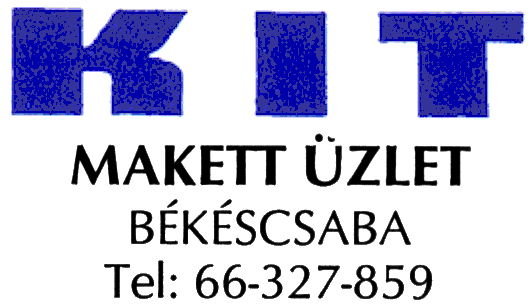 KIT
MAKETT ÜZLET
BÉKÉSCSABA
Tel: 66-327-859